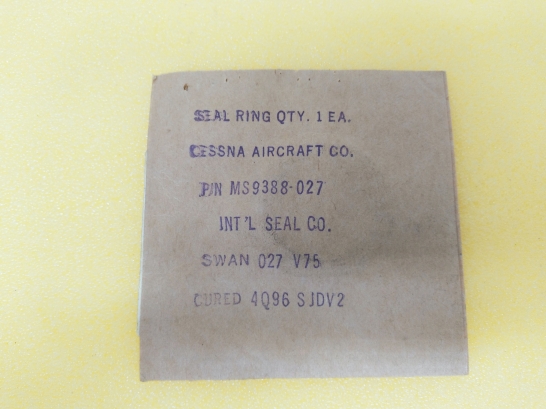 SEAL RING QTY. 1 EA.
CESSNA AIRCRAFT CO.
P/N MS9388-027
INT'L SEAL CO.
SWAN 027 V75
CURED 4Q96 SJDV2